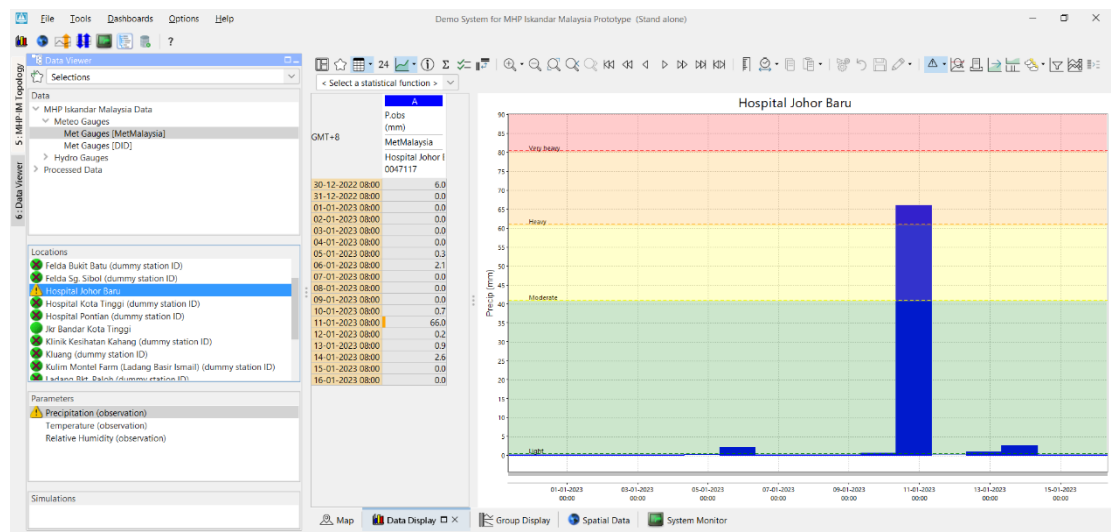 File Tools Dashboards Options Help
Demo System for MHP Iskandar Malaysia Prototype (Stand alone)
?
5 : MHP-IM Topology
6 : Data Viewer
Data Viewer
Selections
Data
MHP Iskandar Malaysia Data
Meteo Gauges
Met Gauges [MetMalaysia]
Met Gauges [DID]
Hydro Gauges
Processed Data
Locations
Felda Bukit Batu (dummy station ID)
Felda Sg. Sibol (dummy station ID)
Hospital Johor Baru
Hospital Kota Tinggi (dummy station ID)
Hospital Pontian (dummy station ID)
Jkr Bandar Kota Tinggi
Klinik Kesihatan Kahang (dummy station ID)
Kluang (dummy station ID)
Kulim Montel Farm (Ladang Basir Ismail) (dummy station ID)
Ladang Bkt. Paloh (dummy station ID)
Parameters
Precipitation (observation)
Temperature (observation)
Relative Humidity (observation)
Simulations
24
Σ
< Select a statistical function >
A
GMT+8
P.obs
(mm)
MetMalaysia
Hospital Johor
0047117
30-12-2022 08:00 6.0
31-12-2022 08:00 0.0
01-01-2023 08:00 0.0
02-01-2023 08:00 0.0
03-01-2023 08:00 0.0
04-01-2023 08:00 0.0
05-01-2023 08:00 0.3
06-01-2023 08:00 2.1
07-01-2023 08:00 0.0
08-01-2023 08:00 0.0
09-01-2023 08:00 0.0
10-01-2023 08:00 0.7
11-01-2023 08:00 66.0
12-01-2023 08:00 0.2
13-01-2023 08:00 0.9
14-01-2023 08:00 2.6
15-01-2023 08:00 0.0
16-01-2023 08:00 0.0
Hospital Johor Baru
Precip (mm)
90
85
80
75
70
65
60
55
50
45
40
35
30
25
20
15
10
5
0
Very heavy
Heavy
Moderate
Light
01-01-2023 03-01-2023 05-01-2023 07-01-2023 09-01-2023 11-01-2023 13-01-2023 15-01-2023
00:00 00:00 00:00 00:00 00:00 00:00 00:00 00:00
Map Data Display Group Display Spatial Data System Monitor